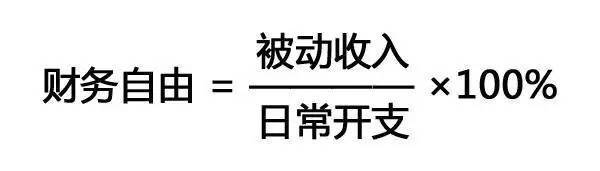 财务自由 = 被动收入
日常开支 ×100%